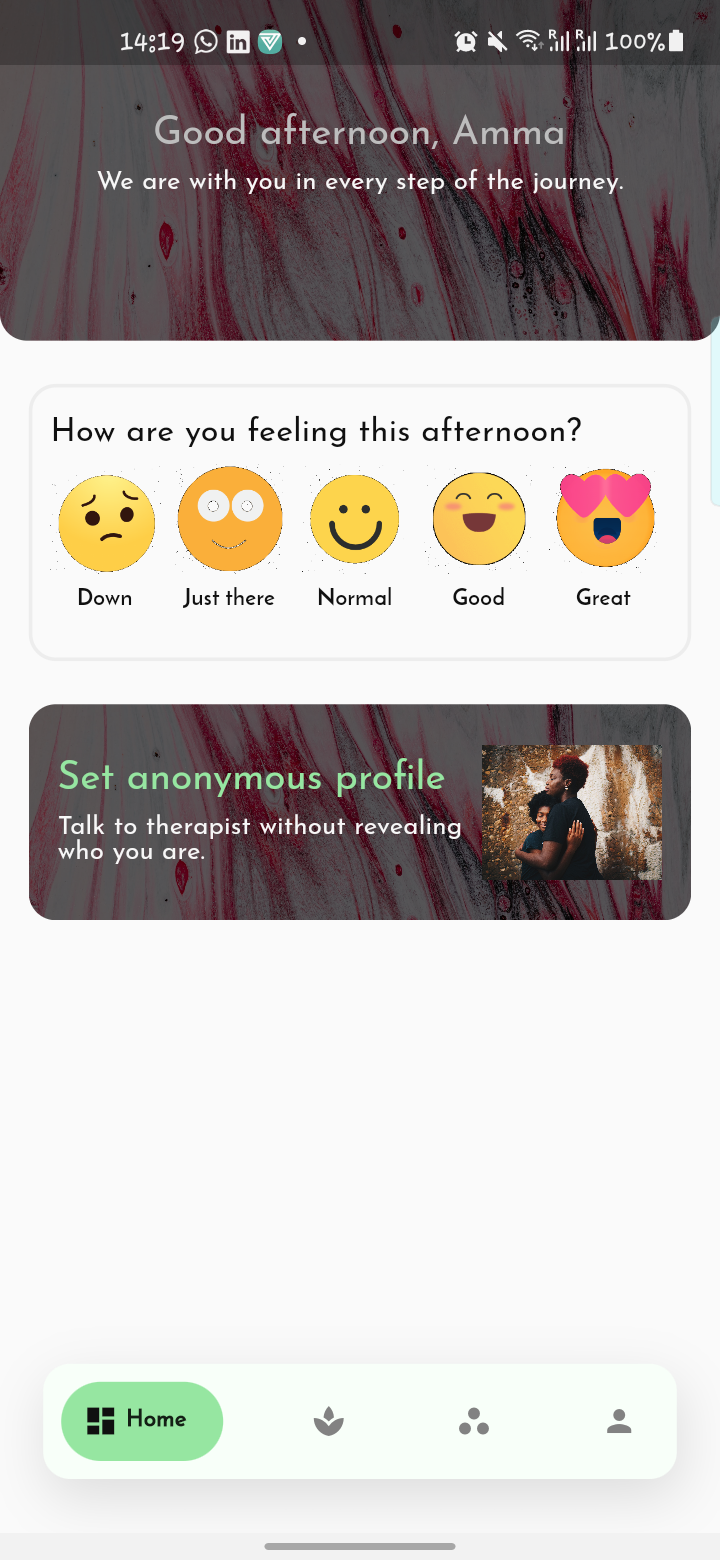 14:19
100%
Good afternoon, Amma
We are with you in every step of the journey.
How are you feeling this afternoon?
Down Just there Normal Good Great
Set anonymous profile
Talk to therapist without revealing
who you are.
Home